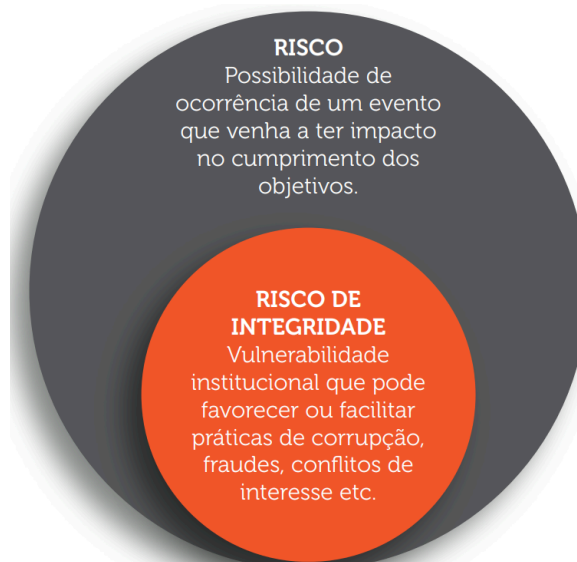 RISCO
Possibilidade de
ocorrência de um evento
que venha a ter impacto
no cumprimento dos
objetivos.
RISCO DE
INTEGRIDADE
Vulnerabilidade
institucional que pode
favorecer ou facilitar
práticas de corrupção,
fraudes, conflitos de
interesse etc.